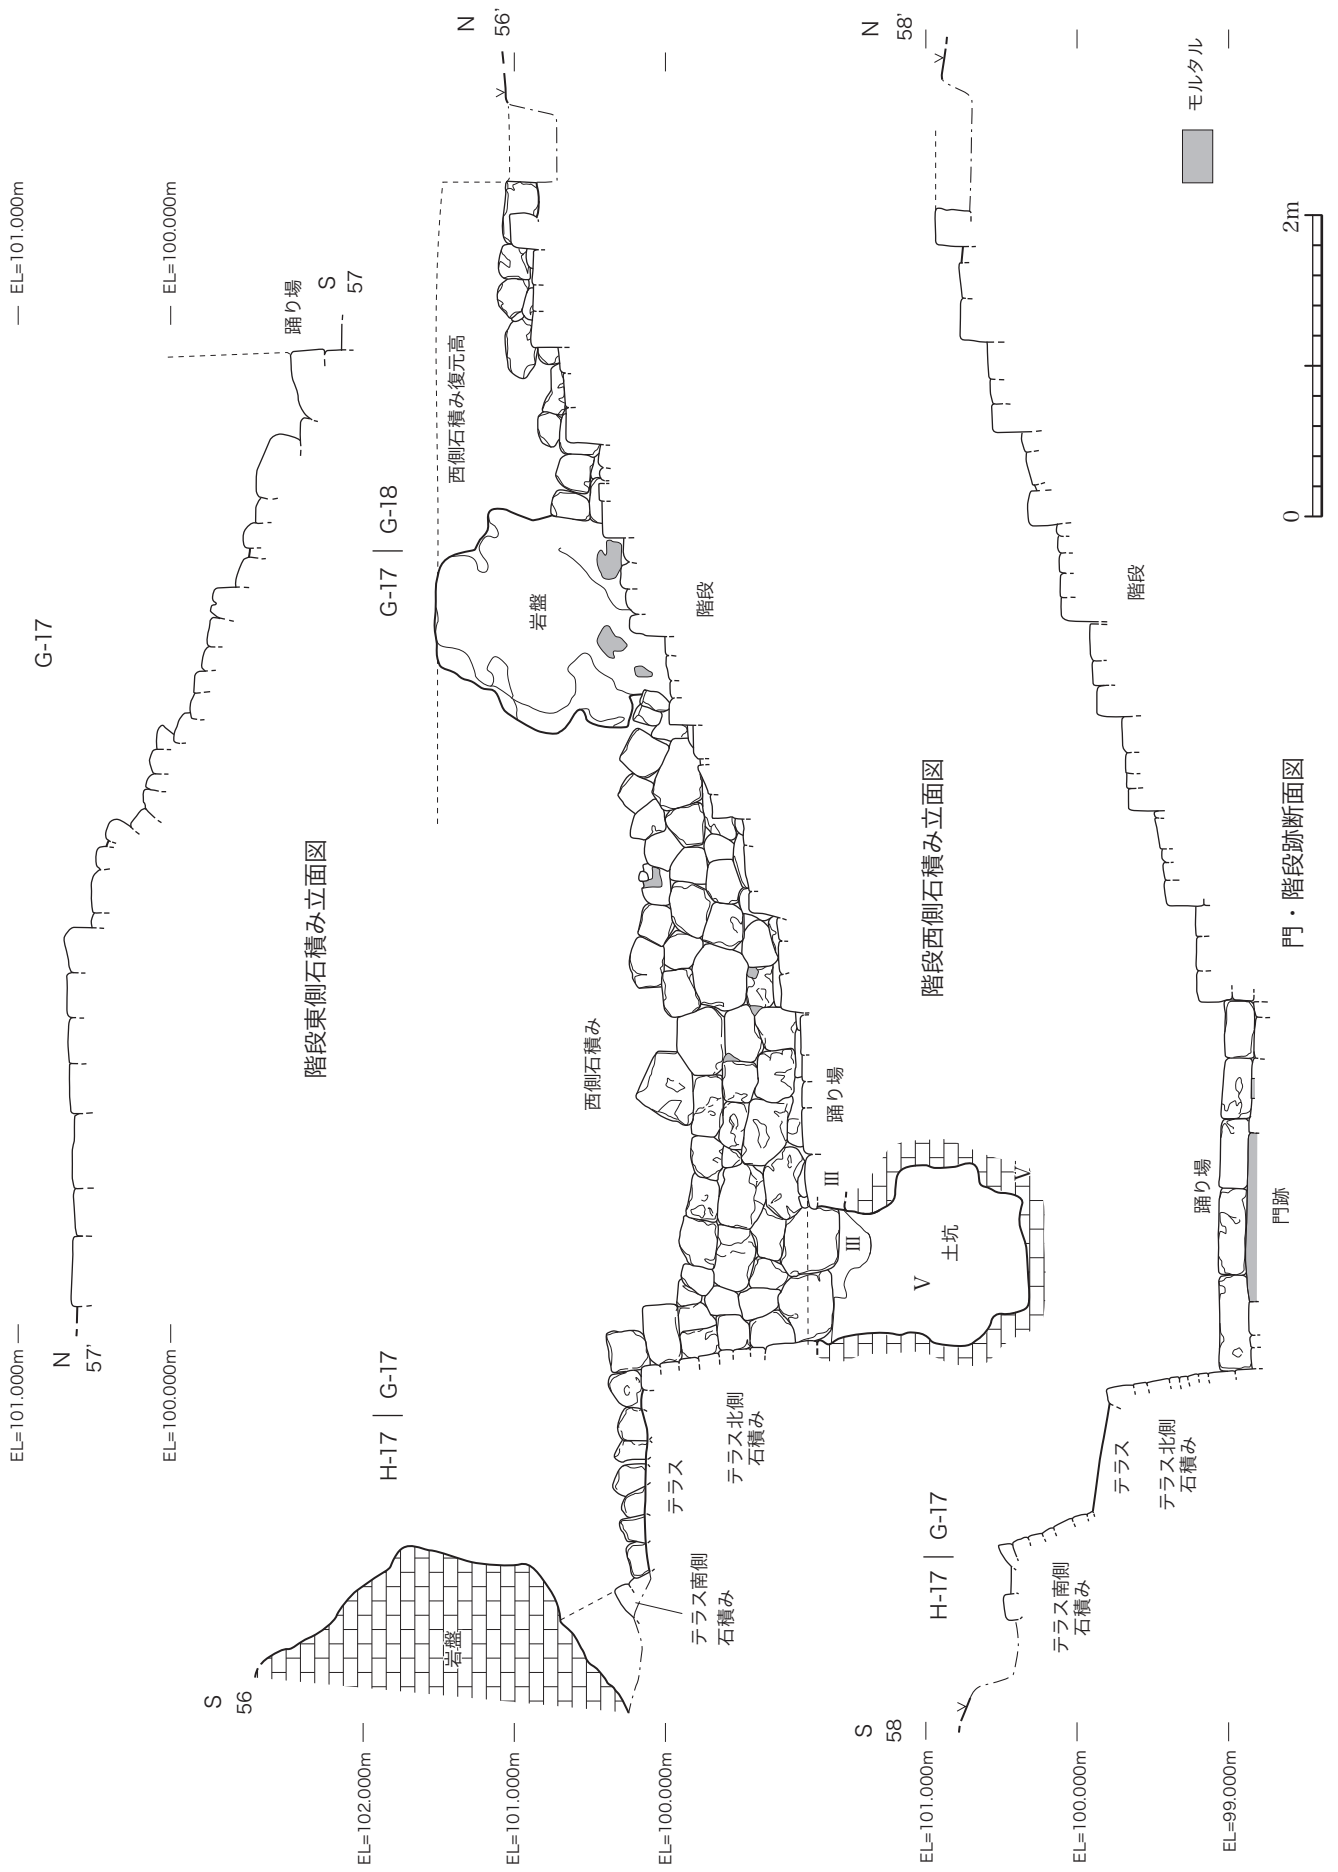 EL=101.000m
EL=101.000m
EL=100.000m
EL=100.000m
G-17
N
57'
踊り場
S
57
階段東側石積み立面図
H-17 | G-17
G-17 | G-18
S
56
N
56'
EL=102.000m
EL=101.000m
EL=100.000m
西側石積み復元高
岩盤
岩盤
西側石積み
階段
テラス
テラス南側
石積み
テラス北側
石積み
踊り場
Ⅲ
Ⅲ
V
V
土坑
階段西側石積み立面図
S
58
N
58'
H-17 | G-17
EL=101.000m
EL=100.000m
EL=99.000m
テラス南側
石積み
テラス
テラス北側
石積み
階段
踊り場
門跡
門・階段跡断面図
モルタル
0
2m